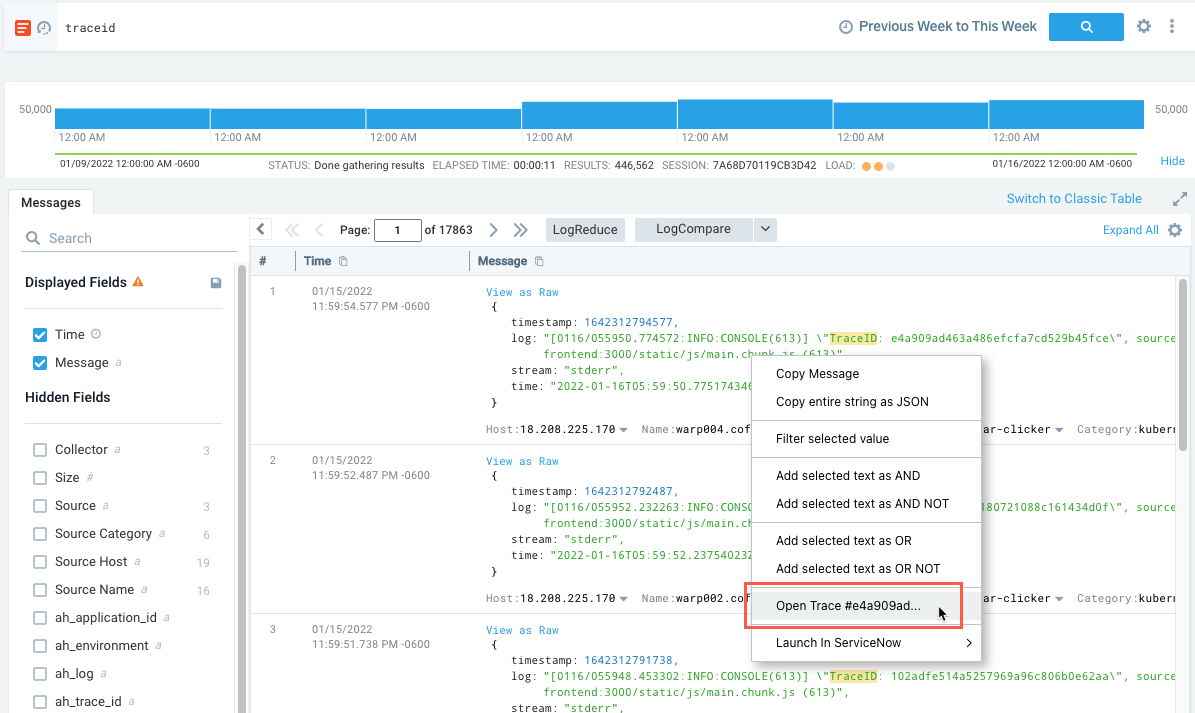 traceid
Previous Week to This Week
50,000
50,000
12:00 AM 12:00 AM 12:00 AM 12:00 AM 12:00 AM 12:00 AM 12:00 AM
01/09/2022 12:00:00 AM -0600
STATUS: Done gathering results ELAPSED TIME: 00:00:11 RESULTS: 446,562 SESSION: 7A68D70119CB3D42 LOAD:
01/16/2022 12:00:00 AM -0600
Hide
Messages
Switch to Classic Table
Search
Page: 1 of 17863
LogReduce
LogCompare
Expand All
Displayed Fields
Time
Message a
Hidden Fields
Collector a 3
Size #
Source a 3
Source Category a 6
Source Host a 19
Source Name a 16
ah_application_id a
ah_environment a
ah_log a
ah_trace_id a
# Time Message
1 01/15/2022
11:59:54.577 PM -0600
View as Raw
{
timestamp: 1642312794577,
log: "[0116/055950.774572:INFO:CONSOLE(613)] \"TraceID: e4a909ad463a486efcfa7cd529b45fce\", source
frontend:3000/static/js/main.chunk.js (613)"
stream: "stderr",
time: "2022-01-16T05:59:50.775174346
}
Host:18.208.225.170 Name:warp004.cof ar-clicker Category:kubern
2 01/15/2022
11:59:52.487 PM -0600
View as Raw
{
timestamp: 1642312792487,
log: "[0116/055952.232263:INFO:CONSOL 180721088c161434d0f\", source
frontend:3000/static/js/main.ch
stream: "stderr",
time: "2022-01-16T05:59:52.237540232
}
Host:18.208.225.170 Name:warp002.cof ar-clicker Category:kubern
3 01/15/2022
11:59:51.738 PM -0600
View as Raw
{
timestamp: 1642312791738,
log: "[0116/055948.453302:INFO:CONSOLE(613)] \"TraceID: 102adfe514a5257969a96c806b0e62aa\", source
frontend:3000/static/js/main.chunk.js (613)",
stream: "stderr",
Copy Message
Copy entire string as JSON
Filter selected value
Add selected text as AND
Add selected text as AND NOT
Add selected text as OR
Add selected text as OR NOT
Open Trace #e4a909ad...
Launch In ServiceNow